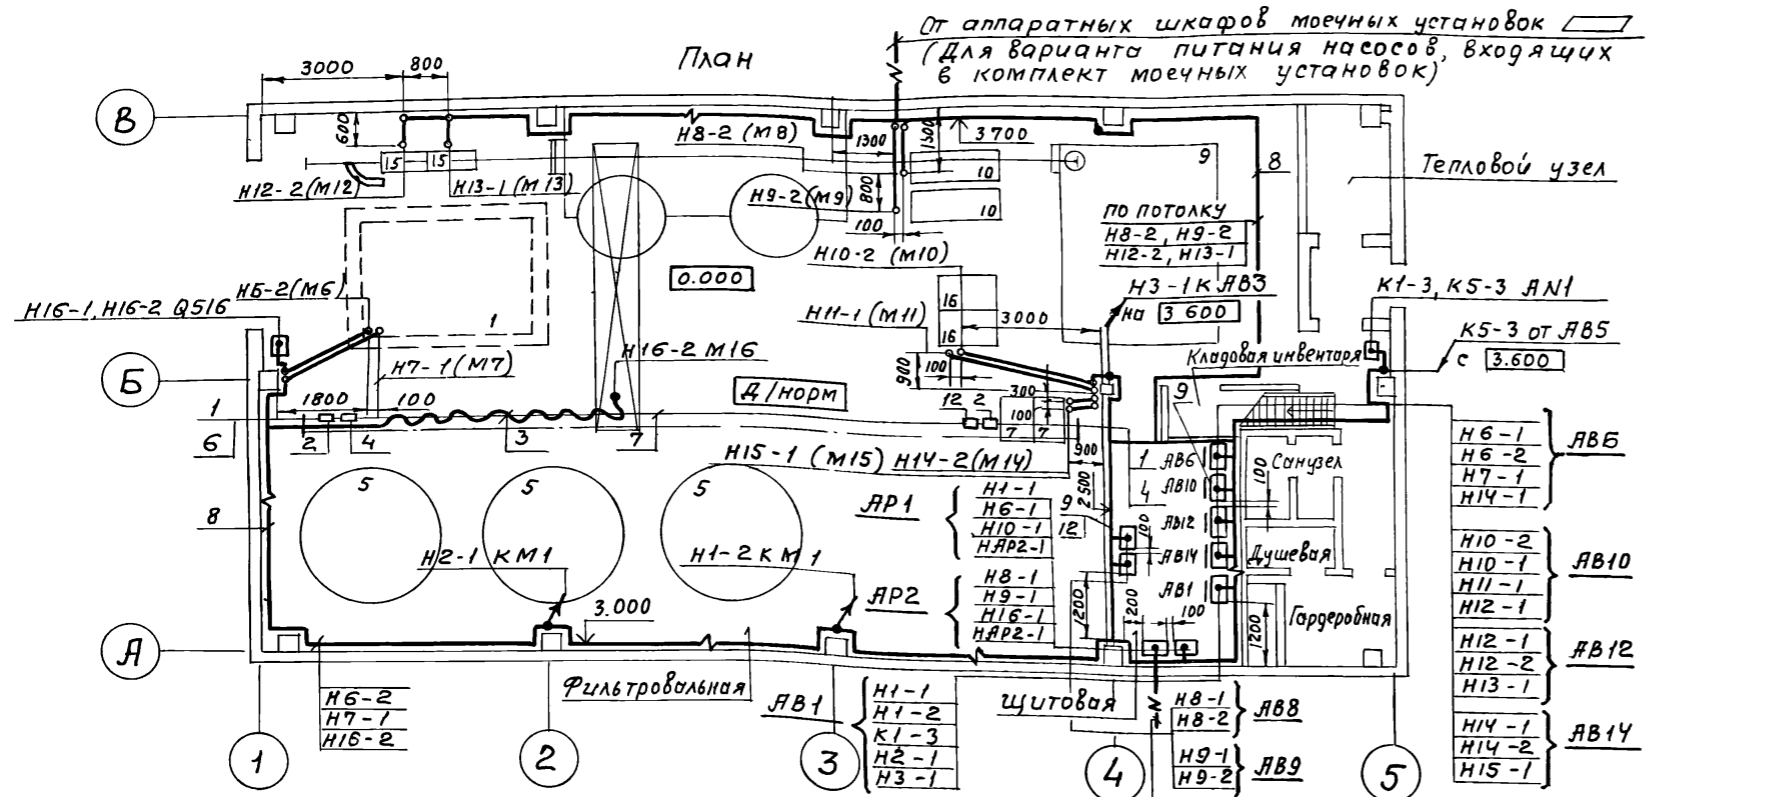 От аппаратных шкафов моечных установок
(Для варианта питания насосов, входящих
в комплект моечных установок)
План
3000
800
В
600
15
15
Н12-2(М12)
Н13-1(М13)
Н8-2 (М8)
1300
1500
3700
9
8
Тепловой узел
10
10
Н9-2(М9)
800
100
Н10-2 (М10)
по потолку
Н8-2, Н9-2
Н12-2, Н13-1
0.000
Н16-1, Н16-2 QS16
НБ-2(М6)
1
Н7-1(М7)
Н16-2 М16
Н11-1 (М11)
16
16
3000
Н3-1 К АВ3
на 3 600
К1-3, К5-3 АN1
К5-3 от АВ5
с 3.600
Кладовая инвентаря
Б
900
100
300
100
Д/норм
1800
100
1
6
2
4
3
7
12
2
7
7
9
Н15-1 (М15)
Н14-2(М14)
900
2500
1
4
9
12
АВ6
АВ10
АВ12
АВ14
АВ1
100
100
Санузел
Душевая
Гардеробная
8
5
5
5
Н2-1 КМ1
Н1-2 КМ1
3.000
АР1
Н1-1
Н6-1
Н10-1
НАР2-1
АР2
Н8-1
Н9-1
Н16-1
НАР2-1
1200
200
100
1200
А
Н6-2
Н7-1
Н16-2
Фильтровальная
АВ1
Н1-1
Н1-2
К1-3
Н2-1
Н3-1
Щитовая
Н8-1
Н8-2
АВ8
Н9-1
Н9-2
АВ9
Н6-1
Н6-2
Н7-1
Н14-1
АВБ
Н10-2
Н10-1
Н11-1
Н12-1
АВ10
Н12-1
Н12-2
Н13-1
АВ12
Н14-1
Н14-2
Н15-1
АВ14
1
2
3
4
5